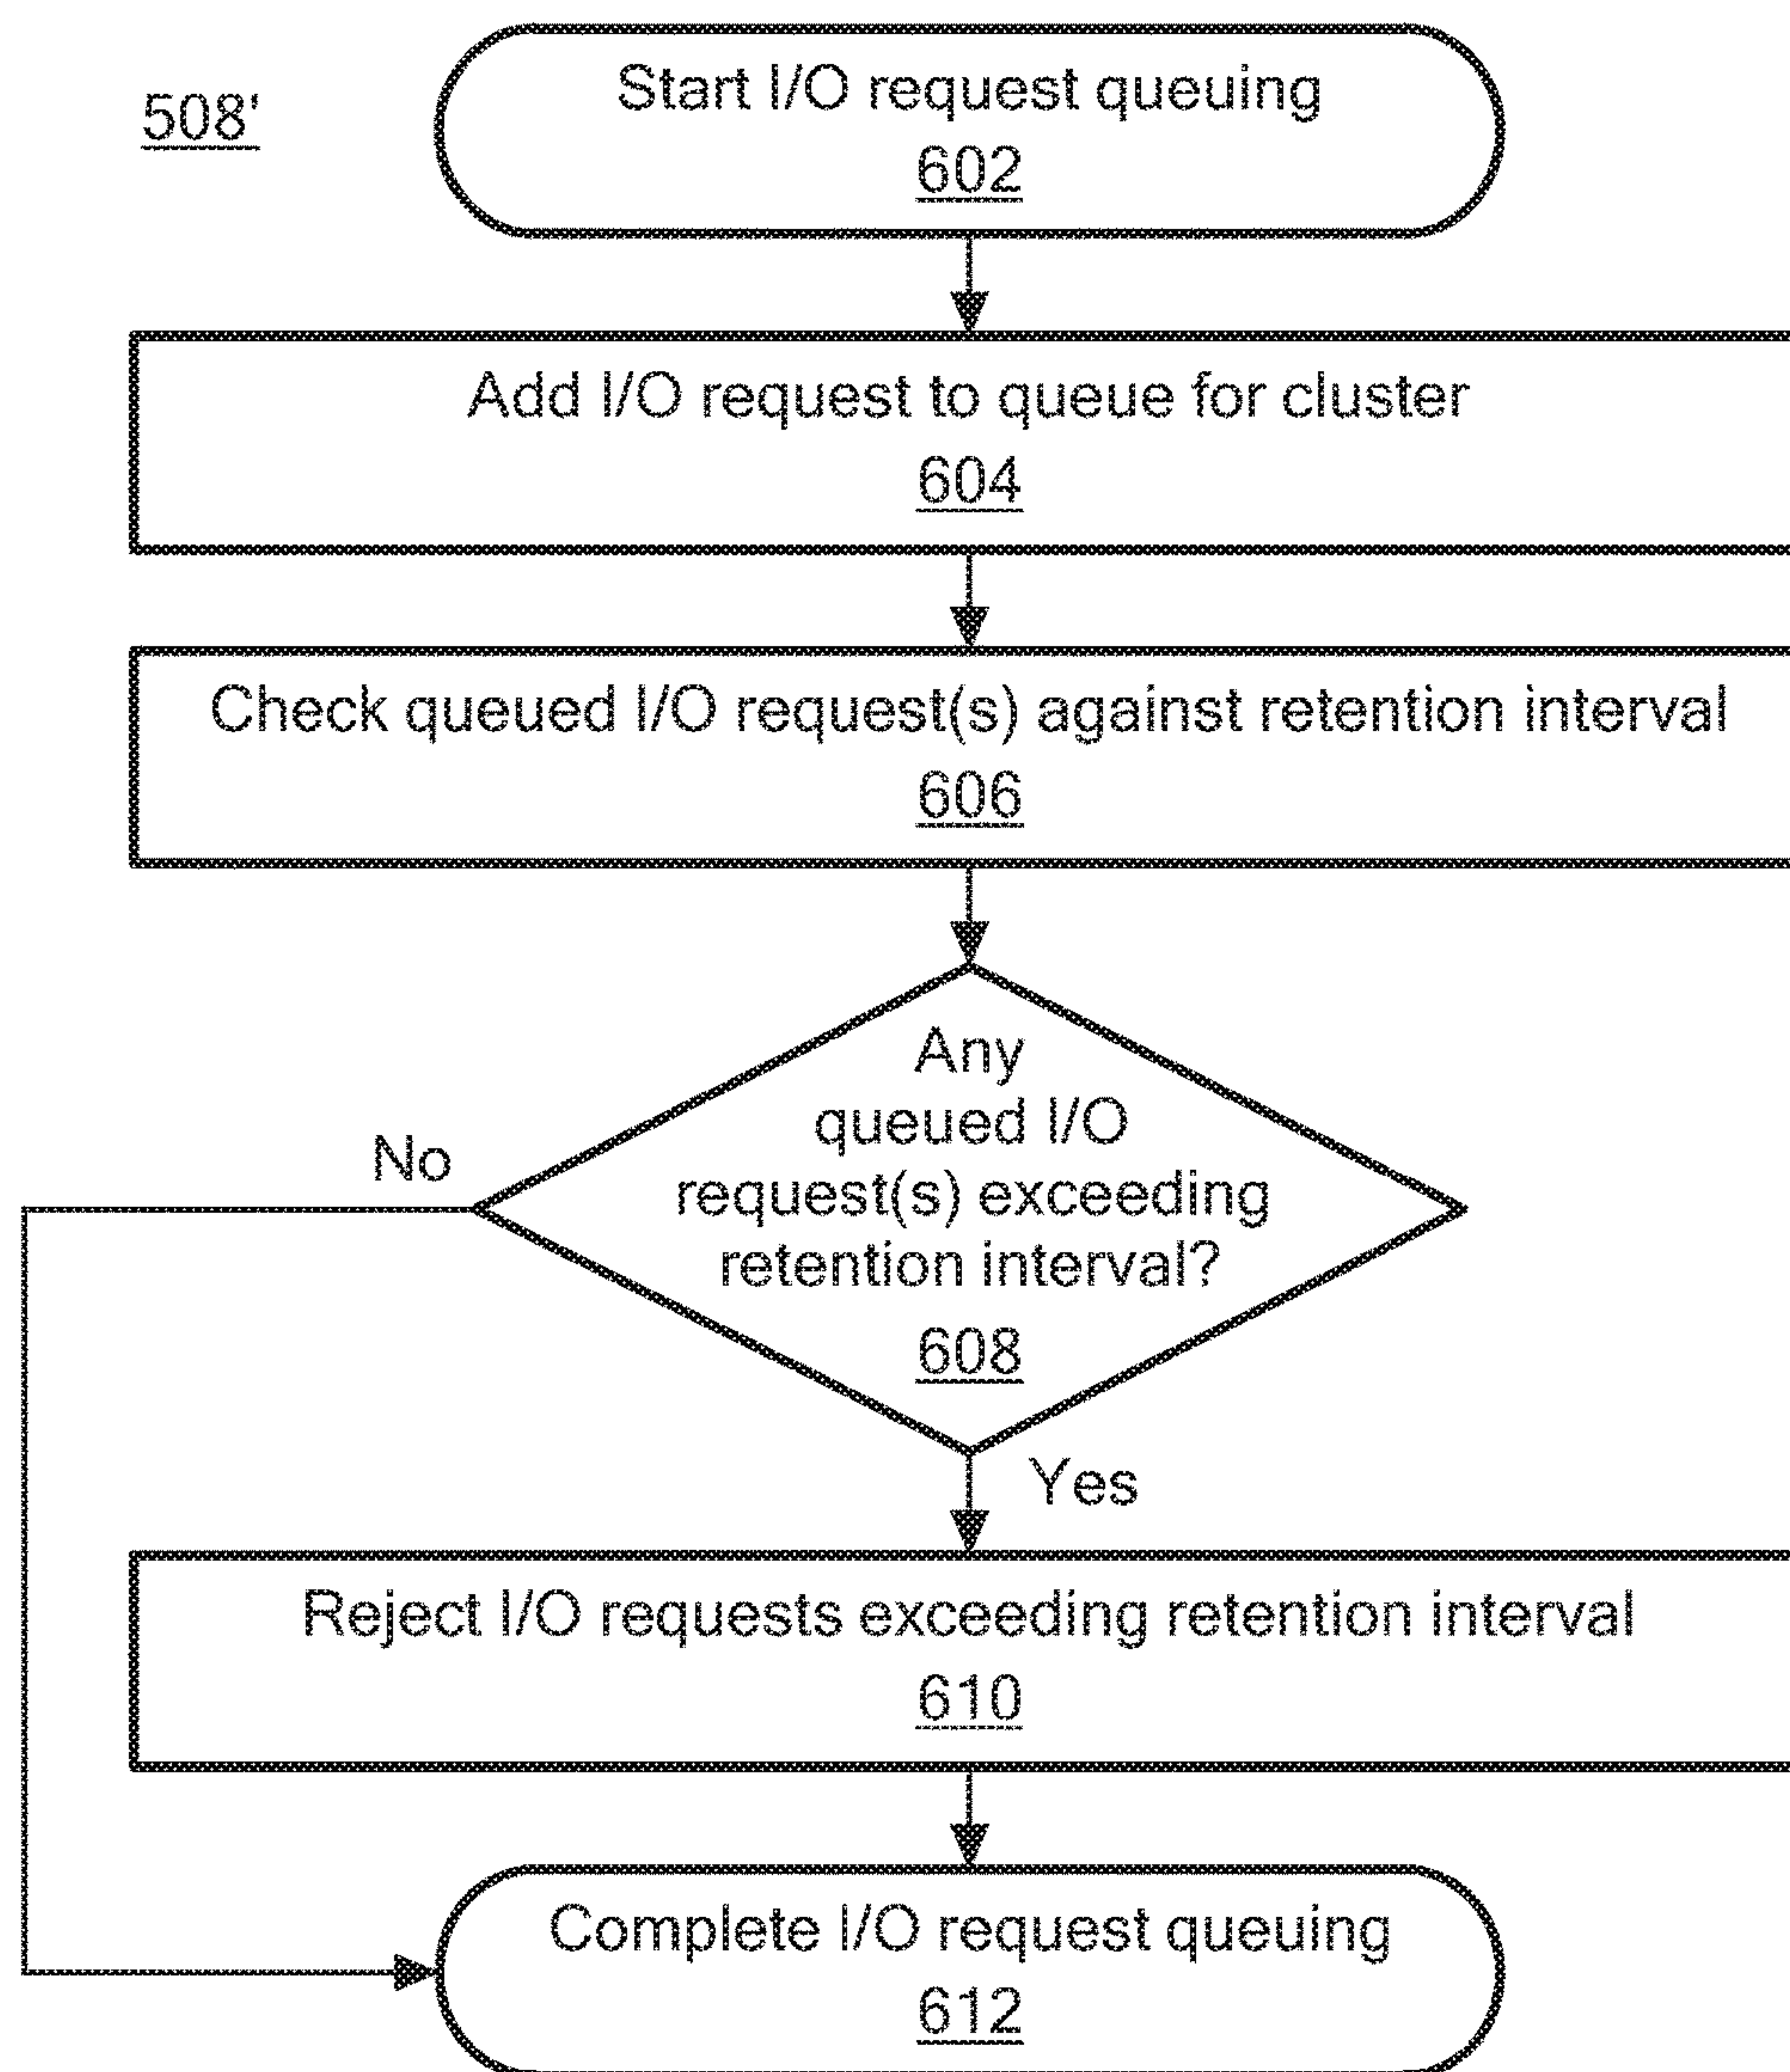 508'
Start I/O request queuing
602
Add I/O request to queue for cluster
604
Check queued I/O request(s) against retention interval
606
Any
queued I/O
request(s) exceeding
retention interval?
608
No
Yes
Reject I/O requests exceeding retention interval
610
Complete I/O request queuing
612